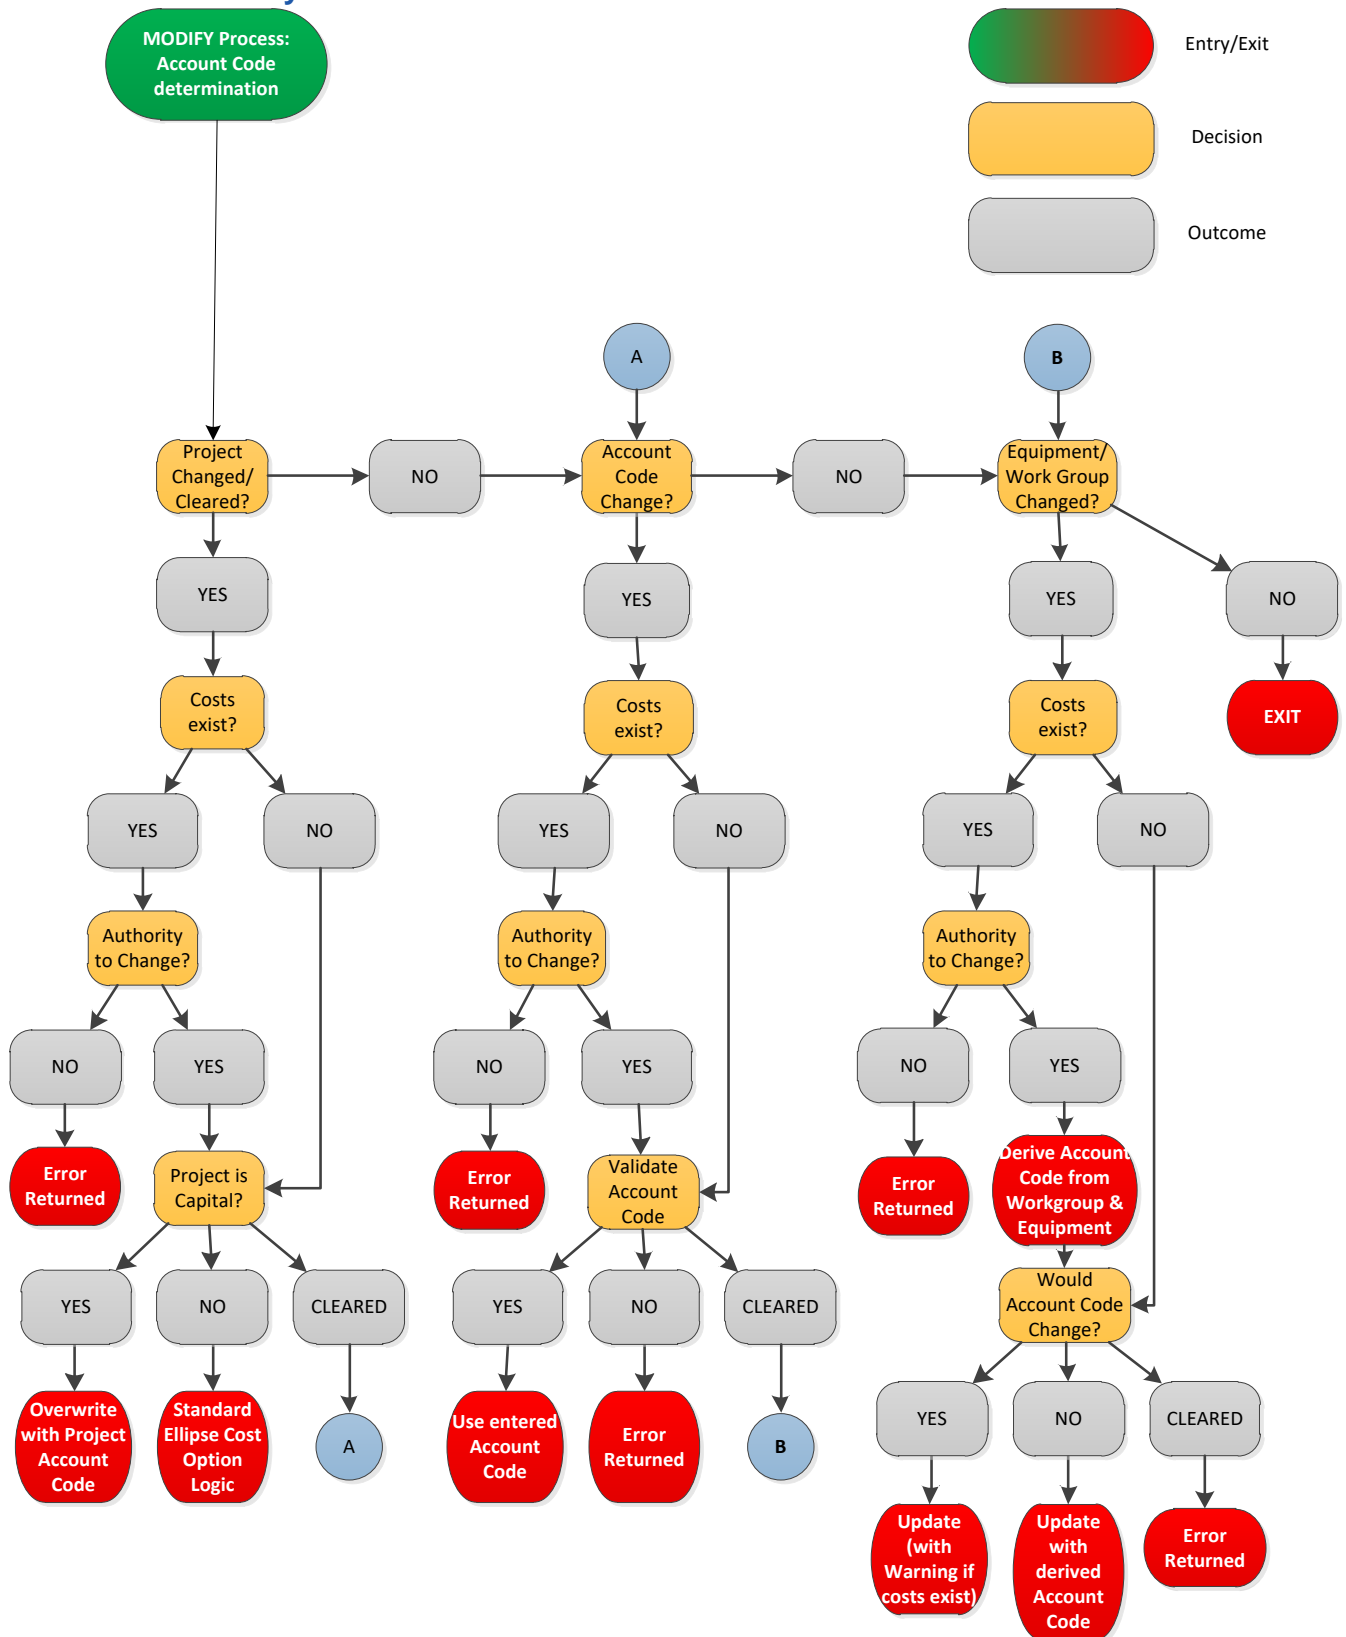 MODIFY Process:
Account Code
determination
Entry/Exit
Decision
Outcome
A
B
Project
Changed/
Cleared?
NO
Account
Code
Change?
NO
Equipment/
Work Group
Changed?
YES
YES
YES
NO
Costs
exist?
Costs
exist?
Costs
exist?
EXIT
YES
NO
YES
NO
YES
NO
Authority
to Change?
Authority
to Change?
Authority
to Change?
NO
YES
NO
YES
NO
YES
Error
Returned
Project is
Capital?
Error
Returned
Validate
Account
Code
Error
Returned
Derive Account
Code from
Workgroup &
Equipment
YES
NO
CLEARED
YES
NO
CLEARED
Would
Account Code
Change?
Overwrite
with Project
Account
Code
Standard
Ellipse Cost
Option
Logic
A
Use entered
Account
Code
Error
Returned
B
YES
NO
CLEARED
Update
(with
Warning if
costs exist)
Update
with
derived
Account
Code
Error
Returned